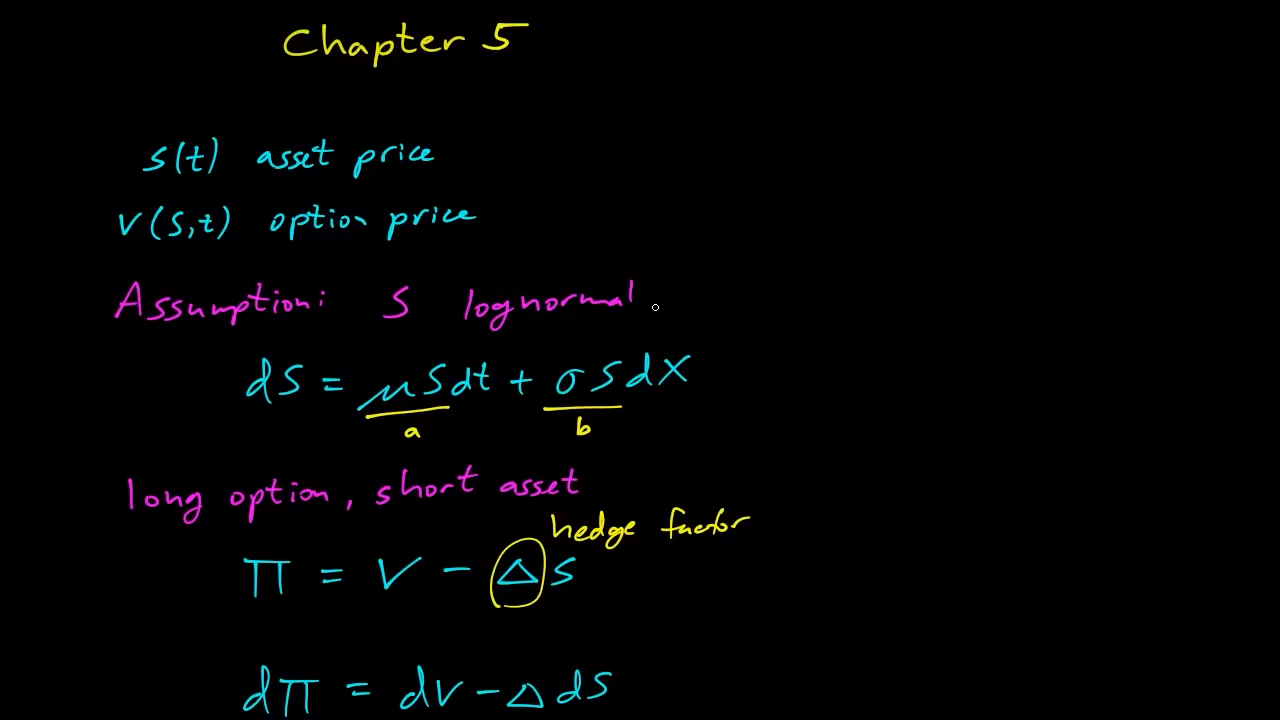 Chapter 5
S(t) asset price
V(S,t) option price
Assumption: S lognormal
dS = μSdt + σSdX
a b
long option, short asset
hedge factor
Π = V - ΔS
dΠ = dV - ΔdS